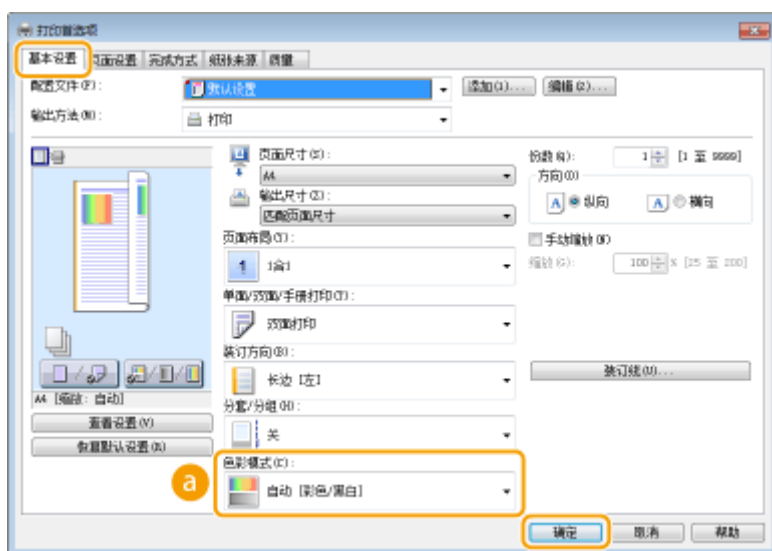 打印首选项
基本设置 页面设置 完成方式 纸张来源 质量
配置文件(F): 默认设置 添加(1)... 编辑(2)...
输出方法(M): 打印
页面尺寸(S):
A4
输出尺寸(Z):
匹配页面尺寸
份数(Q): 1 [1 至 9999]
方向(O)
A 纵向 A 横向
手动缩放(W)
缩放(G): 100 % [25 至 200]
页面布局(Y):
1 1合1
单面/双面/手册打印(T):
双面打印
装订方向(B):
长边 [左]
装订线(U)...
A4 [缩放: 自动]
查看设置(V)
恢复默认设置(R)
分套/分组(H):
关
色彩模式(C):
a 自动 [彩色/黑白]
确定 取消 帮助